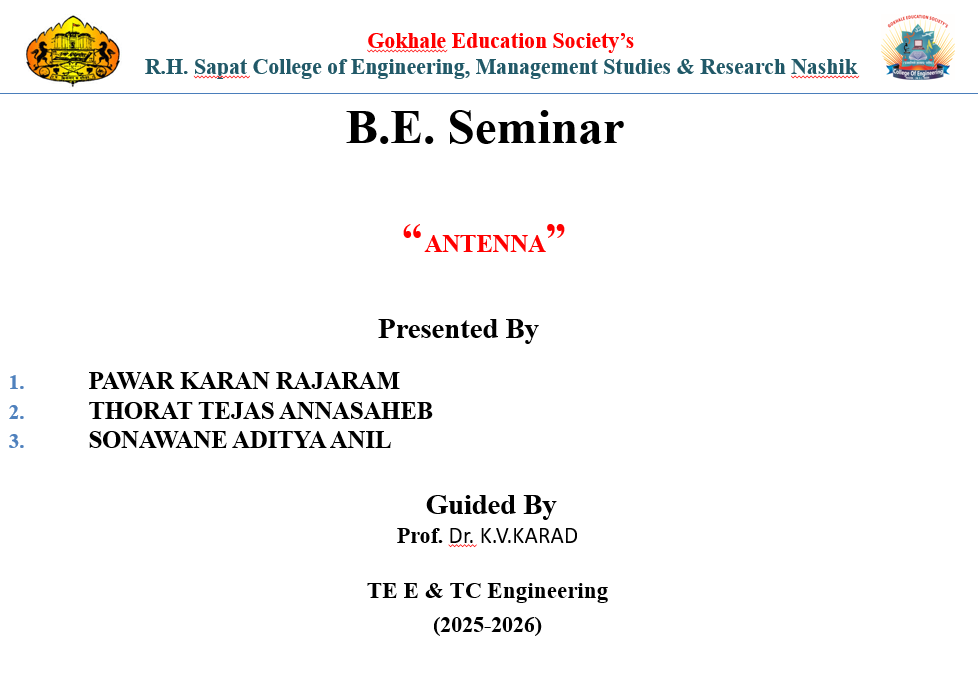 Gokhale Education Society’s
R.H. Sapat College of Engineering, Management Studies & Research Nashik
GOKHALE EDUCATION SOCIETY'S
College Of Engineering
B.E. Seminar
“ANTENNA”
Presented By
1. PAWAR KARAN RAJARAM
2. THORAT TEJAS ANNASAHEB
3. SONAWANE ADITYA ANIL
Guided By
Prof. Dr. K.V.KARAD
TE E & TC Engineering
(2025-2026)